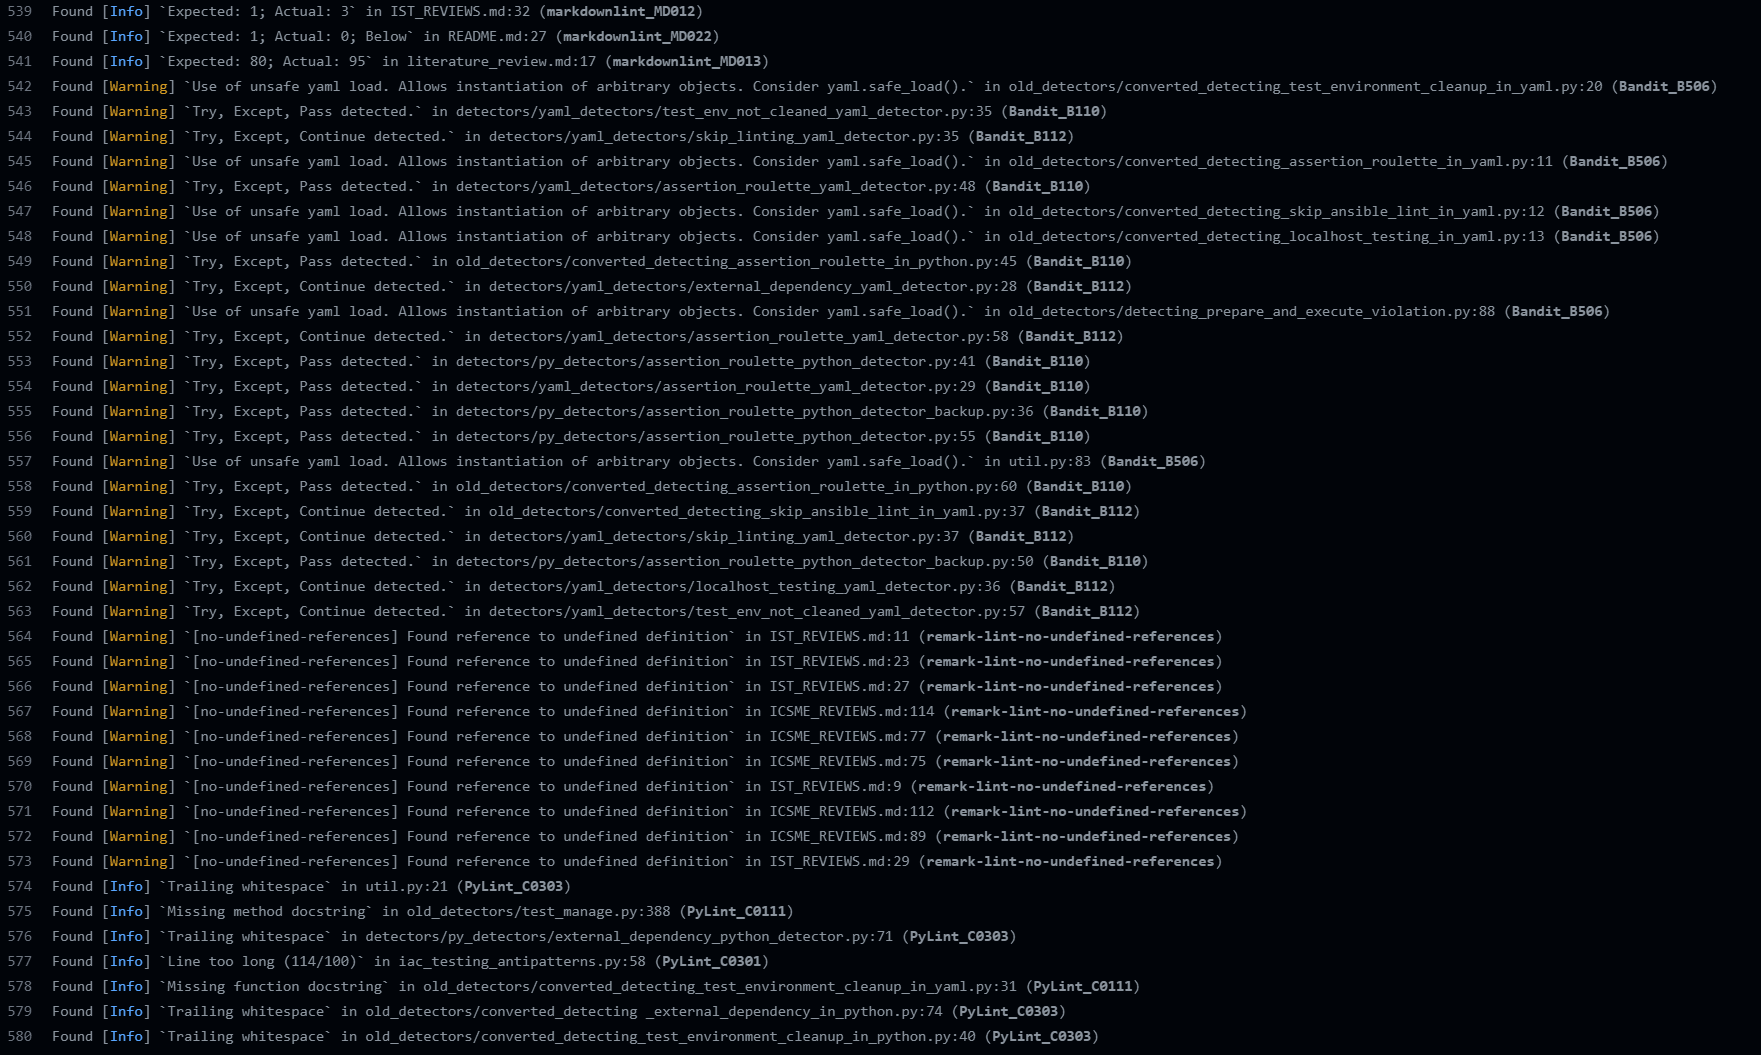 539 Found [Info] `Expected: 1; Actual: 3` in IST_REVIEWS.md:32 (markdownlint_MD012)
540 Found [Info] `Expected: 1; Actual: 0; Below` in README.md:27 (markdownlint_MD022)
541 Found [Info] `Expected: 80; Actual: 95` in literature_review.md:17 (markdownlint_MD013)
542 Found [Warning] `Use of unsafe yaml load. Allows instantiation of arbitrary objects. Consider yaml.safe_load().` in old_detectors/converted_detecting_test_environment_cleanup_in_yaml.py:20 (Bandit_B506)
543 Found [Warning] `Try, Except, Pass detected.` in detectors/yaml_detectors/test_env_not_cleaned_yaml_detector.py:35 (Bandit_B110)
544 Found [Warning] `Try, Except, Continue detected.` in detectors/yaml_detectors/skip_linting_yaml_detector.py:35 (Bandit_B112)
545 Found [Warning] `Use of unsafe yaml load. Allows instantiation of arbitrary objects. Consider yaml.safe_load().` in old_detectors/converted_detecting_assertion_roulette_in_yaml.py:11 (Bandit_B506)
546 Found [Warning] `Try, Except, Pass detected.` in detectors/yaml_detectors/assertion_roulette_yaml_detector.py:48 (Bandit_B110)
547 Found [Warning] `Use of unsafe yaml load. Allows instantiation of arbitrary objects. Consider yaml.safe_load().` in old_detectors/converted_detecting_skip_ansible_lint_in_yaml.py:12 (Bandit_B506)
548 Found [Warning] `Use of unsafe yaml load. Allows instantiation of arbitrary objects. Consider yaml.safe_load().` in old_detectors/converted_detecting_localhost_testing_in_yaml.py:13 (Bandit_B506)
549 Found [Warning] `Try, Except, Pass detected.` in old_detectors/converted_detecting_assertion_roulette_in_python.py:45 (Bandit_B110)
550 Found [Warning] `Try, Except, Continue detected.` in detectors/yaml_detectors/external_dependency_yaml_detector.py:28 (Bandit_B112)
551 Found [Warning] `Use of unsafe yaml load. Allows instantiation of arbitrary objects. Consider yaml.safe_load().` in old_detectors/detecting_prepare_and_execute_violation.py:88 (Bandit_B506)
552 Found [Warning] `Try, Except, Continue detected.` in detectors/yaml_detectors/assertion_roulette_yaml_detector.py:58 (Bandit_B112)
553 Found [Warning] `Try, Except, Pass detected.` in detectors/py_detectors/assertion_roulette_python_detector.py:41 (Bandit_B110)
554 Found [Warning] `Try, Except, Pass detected.` in detectors/yaml_detectors/assertion_roulette_yaml_detector.py:29 (Bandit_B110)
555 Found [Warning] `Try, Except, Pass detected.` in detectors/py_detectors/assertion_roulette_python_detector_backup.py:36 (Bandit_B110)
556 Found [Warning] `Try, Except, Pass detected.` in detectors/py_detectors/assertion_roulette_python_detector.py:55 (Bandit_B110)
557 Found [Warning] `Use of unsafe yaml load. Allows instantiation of arbitrary objects. Consider yaml.safe_load().` in util.py:83 (Bandit_B506)
558 Found [Warning] `Try, Except, Pass detected.` in old_detectors/converted_detecting_assertion_roulette_in_python.py:60 (Bandit_B110)
559 Found [Warning] `Try, Except, Continue detected.` in old_detectors/converted_detecting_skip_ansible_lint_in_yaml.py:37 (Bandit_B112)
560 Found [Warning] `Try, Except, Continue detected.` in detectors/yaml_detectors/skip_linting_yaml_detector.py:37 (Bandit_B112)
561 Found [Warning] `Try, Except, Pass detected.` in detectors/py_detectors/assertion_roulette_python_detector_backup.py:50 (Bandit_B110)
562 Found [Warning] `Try, Except, Continue detected.` in detectors/yaml_detectors/localhost_testing_yaml_detector.py:36 (Bandit_B112)
563 Found [Warning] `Try, Except, Continue detected.` in detectors/yaml_detectors/test_env_not_cleaned_yaml_detector.py:57 (Bandit_B112)
564 Found [Warning] `[no-undefined-references] Found reference to undefined definition` in IST_REVIEWS.md:11 (remark-lint-no-undefined-references)
565 Found [Warning] `[no-undefined-references] Found reference to undefined definition` in IST_REVIEWS.md:23 (remark-lint-no-undefined-references)
566 Found [Warning] `[no-undefined-references] Found reference to undefined definition` in IST_REVIEWS.md:27 (remark-lint-no-undefined-references)
567 Found [Warning] `[no-undefined-references] Found reference to undefined definition` in ICSME_REVIEWS.md:114 (remark-lint-no-undefined-references)
568 Found [Warning] `[no-undefined-references] Found reference to undefined definition` in ICSME_REVIEWS.md:77 (remark-lint-no-undefined-references)
569 Found [Warning] `[no-undefined-references] Found reference to undefined definition` in ICSME_REVIEWS.md:75 (remark-lint-no-undefined-references)
570 Found [Warning] `[no-undefined-references] Found reference to undefined definition` in IST_REVIEWS.md:9 (remark-lint-no-undefined-references)
571 Found [Warning] `[no-undefined-references] Found reference to undefined definition` in ICSME_REVIEWS.md:112 (remark-lint-no-undefined-references)
572 Found [Warning] `[no-undefined-references] Found reference to undefined definition` in ICSME_REVIEWS.md:89 (remark-lint-no-undefined-references)
573 Found [Warning] `[no-undefined-references] Found reference to undefined definition` in IST_REVIEWS.md:29 (remark-lint-no-undefined-references)
574 Found [Info] `Trailing whitespace` in util.py:21 (PyLint_C0303)
575 Found [Info] `Missing method docstring` in old_detectors/test_manage.py:388 (PyLint_C0111)
576 Found [Info] `Trailing whitespace` in detectors/py_detectors/external_dependency_python_detector.py:71 (PyLint_C0303)
577 Found [Info] `Line too long (114/100)` in iac_testing_antipatterns.py:58 (PyLint_C0301)
578 Found [Info] `Missing function docstring` in old_detectors/converted_detecting_test_environment_cleanup_in_yaml.py:31 (PyLint_C0111)
579 Found [Info] `Trailing whitespace` in old_detectors/converted_detecting _external_dependency_in_python.py:74 (PyLint_C0303)
580 Found [Info] `Trailing whitespace` in old_detectors/converted_detecting_test_environment_cleanup_in_python.py:40 (PyLint_C0303)